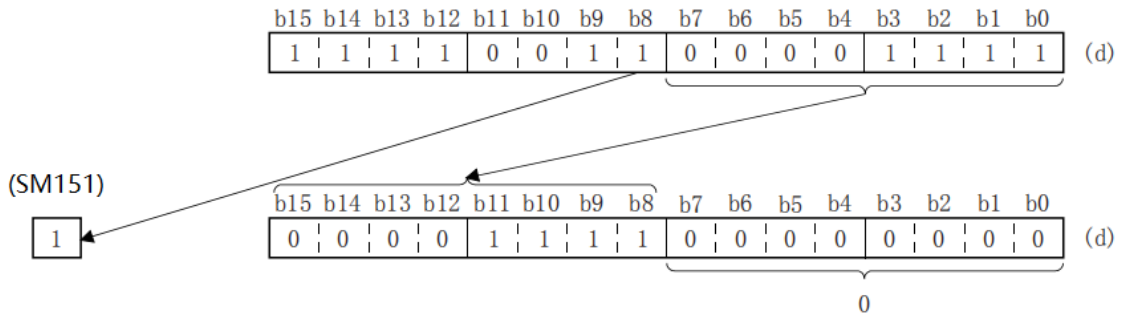 b15 b14 b13 b12 b11 b10 b9 b8 b7 b6 b5 b4 b3 b2 b1 b0
1 1 1 1 0 0 1 1 0 0 0 0 1 1 1 1 (d)
(SM151)
b15 b14 b13 b12 b11 b10 b9 b8 b7 b6 b5 b4 b3 b2 b1 b0
1 0 0 0 0 1 1 1 1 0 0 0 0 0 0 0 0 (d)
0